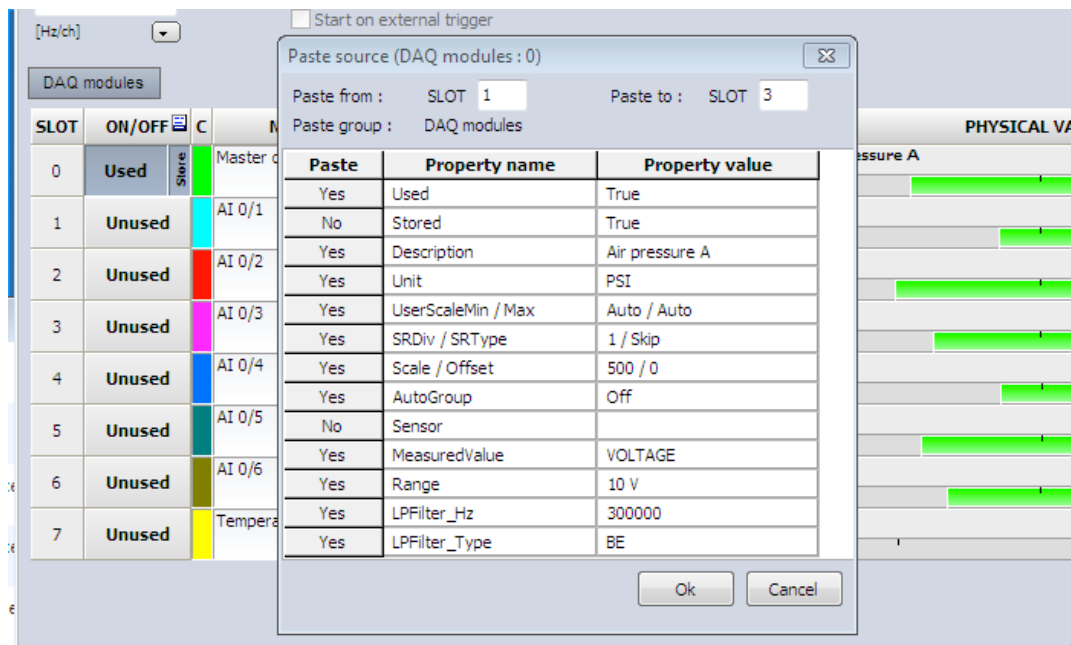 [Hz/ch]
Start on external trigger
DAQ modules
SLOT ON/OFF C N PHYSICAL VA
0 Used Store Master c essure A
1 Unused AI 0/1
2 Unused AI 0/2
3 Unused AI 0/3
4 Unused AI 0/4
5 Unused AI 0/5
6 Unused AI 0/6
7 Unused Tempera
Paste source (DAQ modules : 0)
Paste from : SLOT 1 Paste to : SLOT 3
Paste group : DAQ modules
Paste Property name Property value
Yes Used True
No Stored True
Yes Description Air pressure A
Yes Unit PSI
Yes UserScaleMin / Max Auto / Auto
Yes SRDiv / SRType 1 / Skip
Yes Scale / Offset 500 / 0
Yes AutoGroup Off
No Sensor
Yes MeasuredValue VOLTAGE
Yes Range 10 V
Yes LPFilter_Hz 300000
Yes LPFilter_Type BE
Ok Cancel